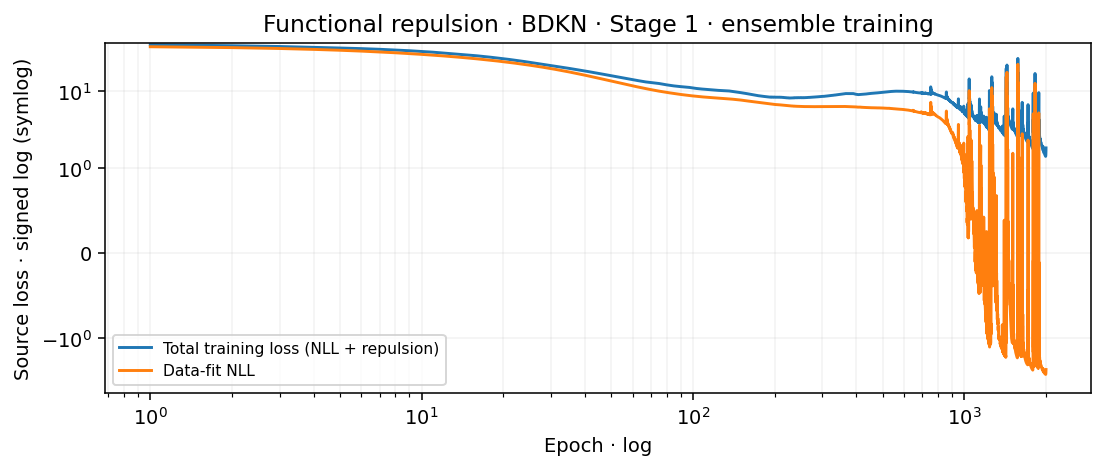 Functional repulsion · BDKN · Stage 1 · ensemble training
Source loss · signed log (symlog)
10¹
10⁰
0
−10⁰
Total training loss (NLL + repulsion)
Data-fit NLL
10⁰
10¹
10²
10³
Epoch · log